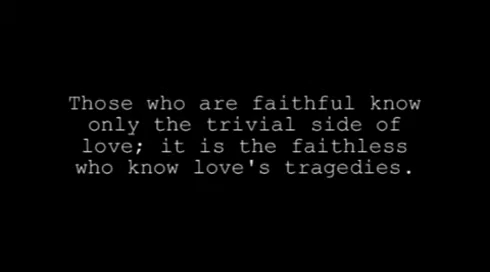 Those who are faithful know
only the trivial side of
love; it is the faithless
who know love's tragedies.